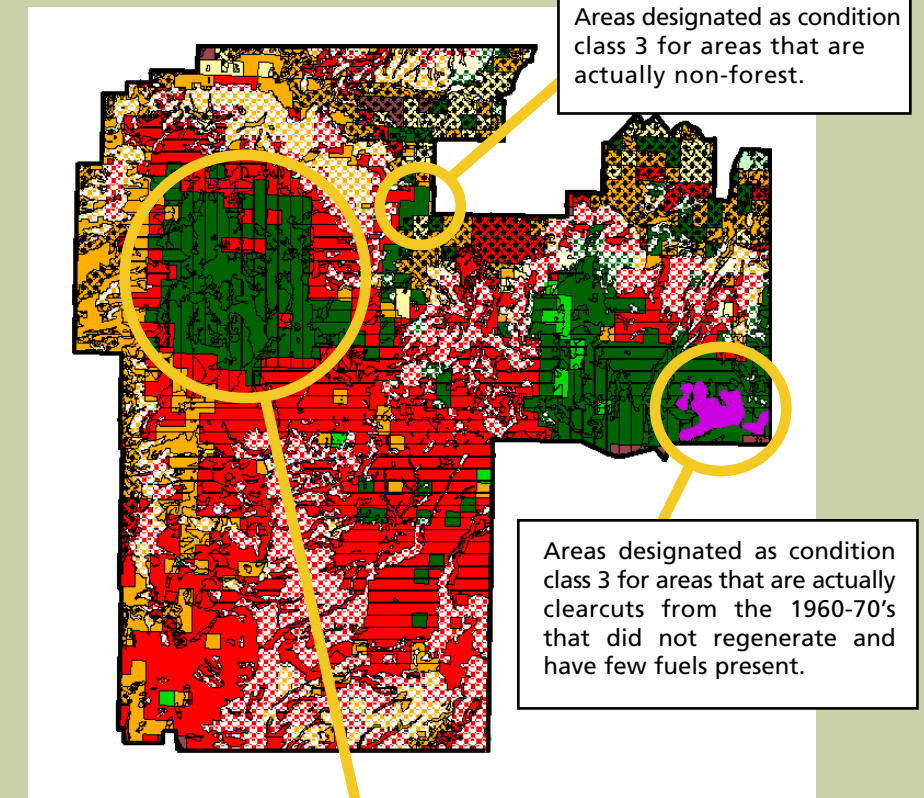 Areas designated as condition
class 3 for areas that are
actually non-forest.
Areas designated as condition
class 3 for areas that are actually
clearcuts from the 1960-70's
that did not regenerate and
have few fuels present.